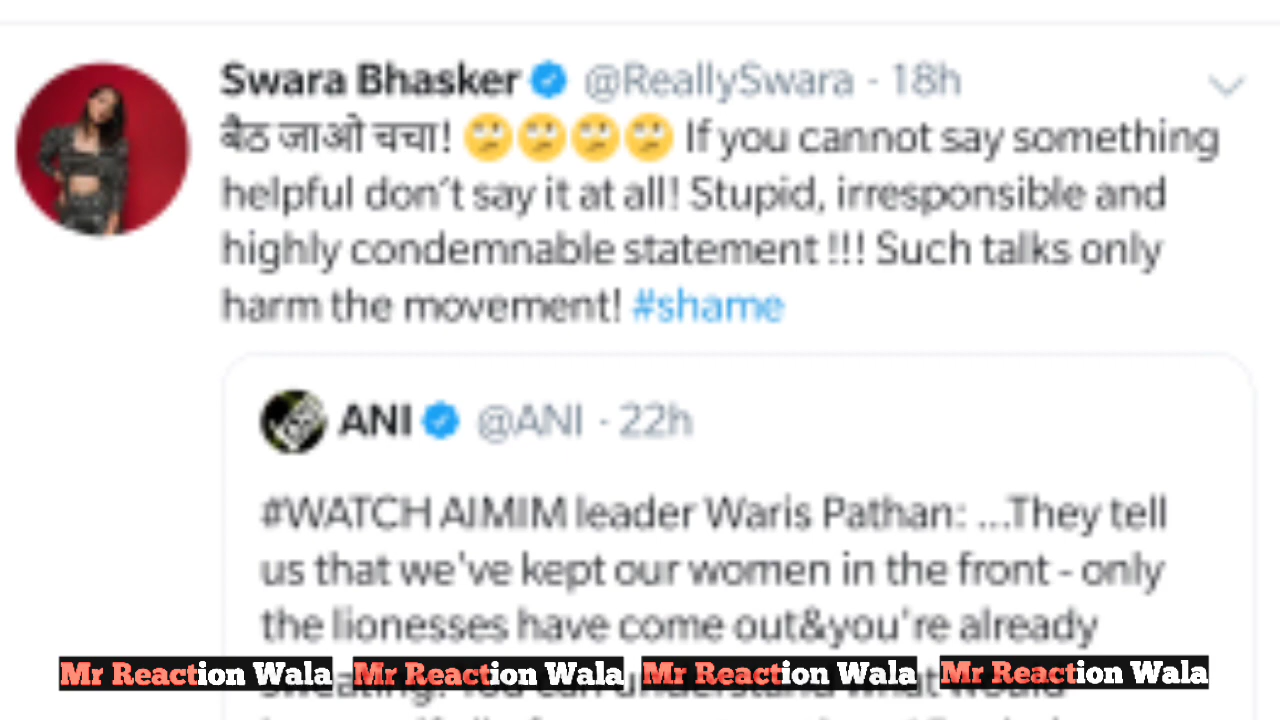 Swara Bhasker @ReallySwara · 18h
बैठ जाओ चचा! 🙄🙄🙄🙄 If you cannot say something
helpful don't say it at all! Stupid, irresponsible and
highly condemnable statement !!! Such talks only
harm the movement! #shame
ANI @ANI · 22h
#WATCH AIMIM leader Waris Pathan: ...They tell
us that we've kept our women in the front - only
the lionesses have come out&you're already
Mr Reaction Wala Mr Reaction Wala Mr Reaction Wala Mr Reaction Wala